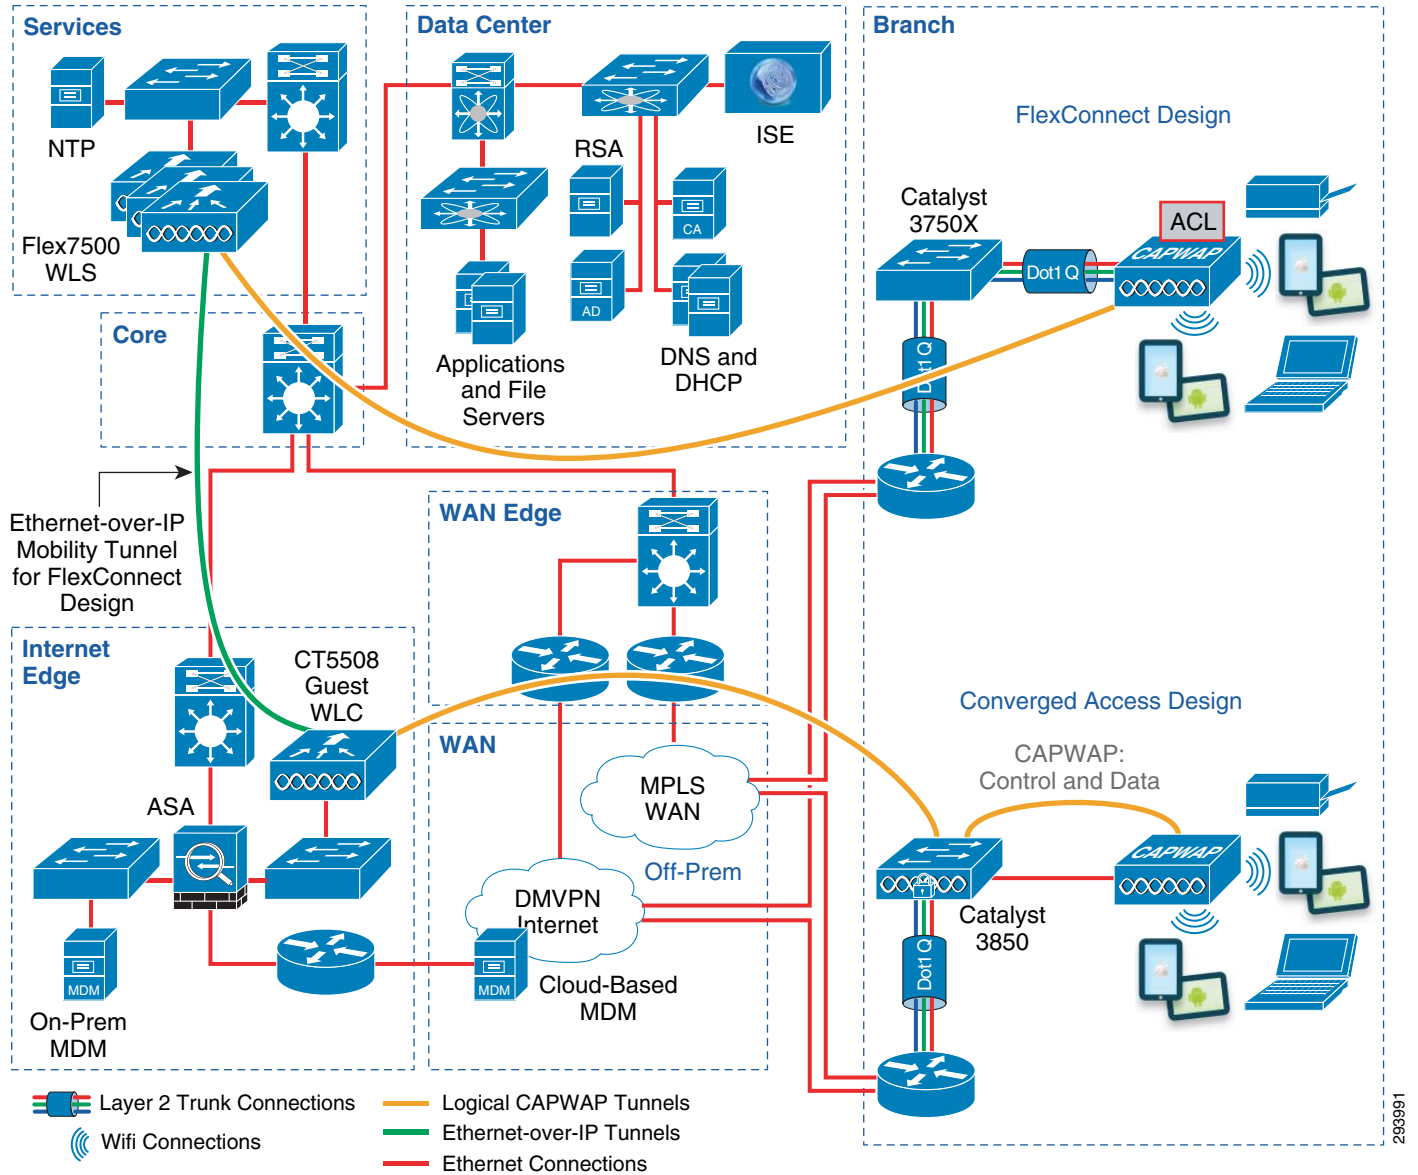 Services
NTP
Flex7500
WLS
Data Center
RSA
ISE
CA
AD
Applications
and File
Servers
DNS and
DHCP
Core
Ethernet-over-IP
Mobility Tunnel
for FlexConnect
Design
Internet
Edge
CT5508
Guest
WLC
ASA
MDM
On-Prem
MDM
WAN Edge
WAN
MPLS
WAN
Off-Prem
DMVPN
Internet
MDM
Cloud-Based
MDM
Branch
FlexConnect Design
Catalyst
3750X
ACL
Dot1 Q
CAPWAP
Dot1 Q
Converged Access Design
CAPWAP:
Control and Data
CAPWAP
Catalyst
3850
Dot1 Q
Layer 2 Trunk Connections
Wifi Connections
Logical CAPWAP Tunnels
Ethernet-over-IP Tunnels
Ethernet Connections
293991